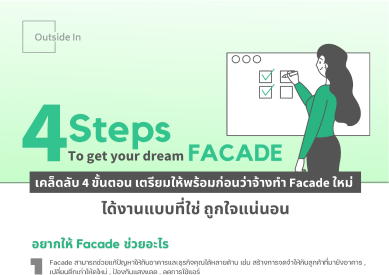 Outside In
4 Steps
To get your dream FACADE
เคล็ดลับ 4 ขั้นตอน เตรียมให้พร้อมก่อนว่าจ้างทำ Facade ใหม่
ได้งานแบบที่ใช่ ถูกใจแน่นอน
อยากให้ Facade ช่วยอะไร
1 Facade สามารถช่วยแก้ปัญหาให้กับอาคารและธุรกิจคุณได้หลายด้าน เช่น สร้างการจดจำให้กับลูกค้าที่มายังอาคาร ,
เปลี่ยนตึกเก่าให้ดูใหม่ , ป้องกันแสงแดด , ลดการใช้แอร์